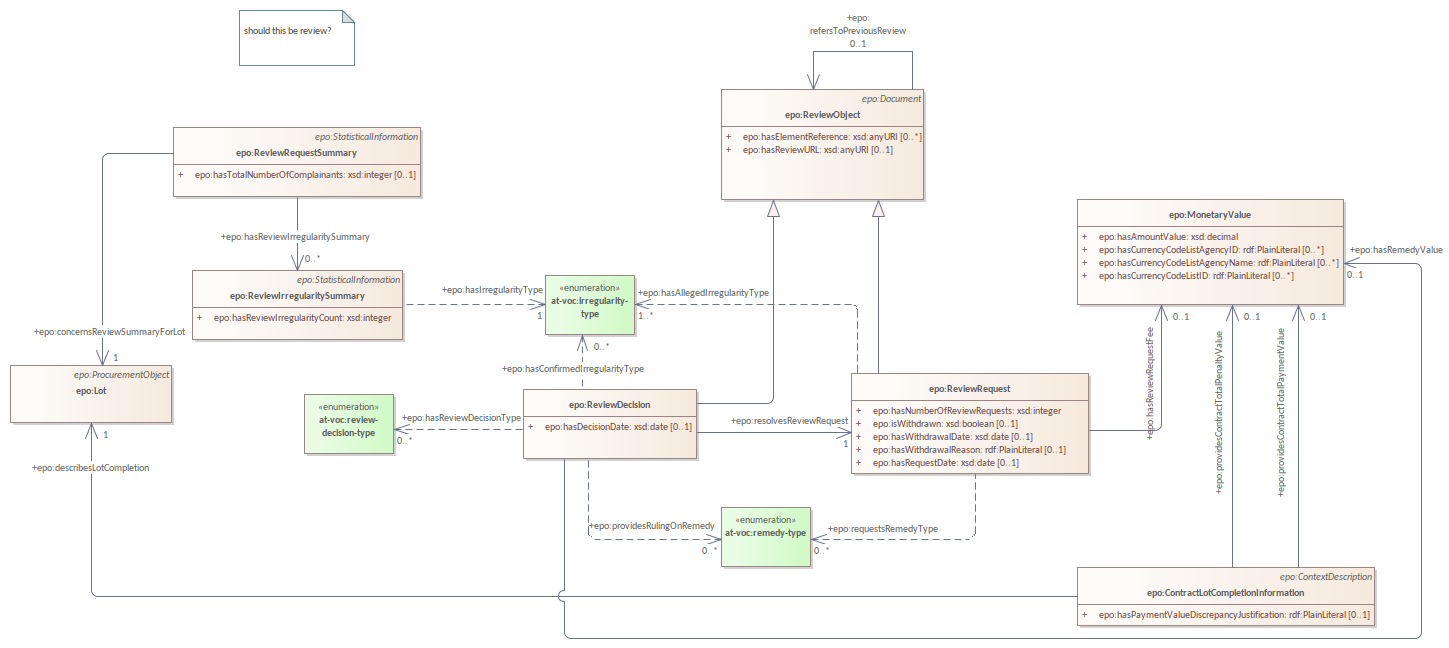 should this be review?
+epo:
refersToPreviousReview
0..1
epo:Document
epo:ReviewObject
+ epo:hasElementReference: xsd:anyURI [0..*]
+ epo:hasReviewURL: xsd:anyURI [0..1]
epo:StatisticalInformation
epo:ReviewRequestSummary
+ epo:hasTotalNumberOfComplainants: xsd:integer [0..1]
+epo:hasReviewIrregularitySummary
0..*
epo:StatisticalInformation
epo:ReviewIrregularitySummary
+ epo:hasReviewIrregularityCount: xsd:integer
+epo:concernsReviewSummaryForLot
1
epo:ProcurementObject
epo:Lot
1
+epo:describesLotCompletion
+epo:hasIrregularityType
1
«enumeration»
at-voc:irregularity-
type
+epo:hasAllegedIrregularityType
1..*
0..*
+epo:hasConfirmedIrregularityType
«enumeration»
at-voc:review-
decision-type
+epo:hasReviewDecisionType
0..*
epo:ReviewDecision
+ epo:hasDecisionDate: xsd:date [0..1]
+epo:resolvesReviewRequest
1
epo:ReviewRequest
+ epo:hasNumberOfReviewRequests: xsd:integer
+ epo:isWithdrawn: xsd:boolean [0..1]
+ epo:hasWithdrawalDate: xsd:date [0..1]
+ epo:hasWithdrawalReason: rdf:PlainLiteral [0..1]
+ epo:hasRequestDate: xsd:date [0..1]
epo:MonetaryValue
+ epo:hasAmountValue: xsd:decimal
+ epo:hasCurrencyCodeListAgencyID: rdf:PlainLiteral [0..*]
+ epo:hasCurrencyCodeListAgencyName: rdf:PlainLiteral [0..*]
+ epo:hasCurrencyCodeListID: rdf:PlainLiteral [0..*]
+epo:hasRemedyValue
0..1
0..1
+epo:hasReviewRequestFee
0..1
+epo:providesContractTotalPenaltyValue
0..1
+epo:providesContractTotalPaymentValue
+epo:providesRulingOnRemedy
0..*
«enumeration»
at-voc:remedy-type
+epo:requestsRemedyType
0..*
epo:ContextDescription
epo:ContractLotCompletionInformation
+ epo:hasPaymentValueDiscrepancyJustification: rdf:PlainLiteral [0..1]